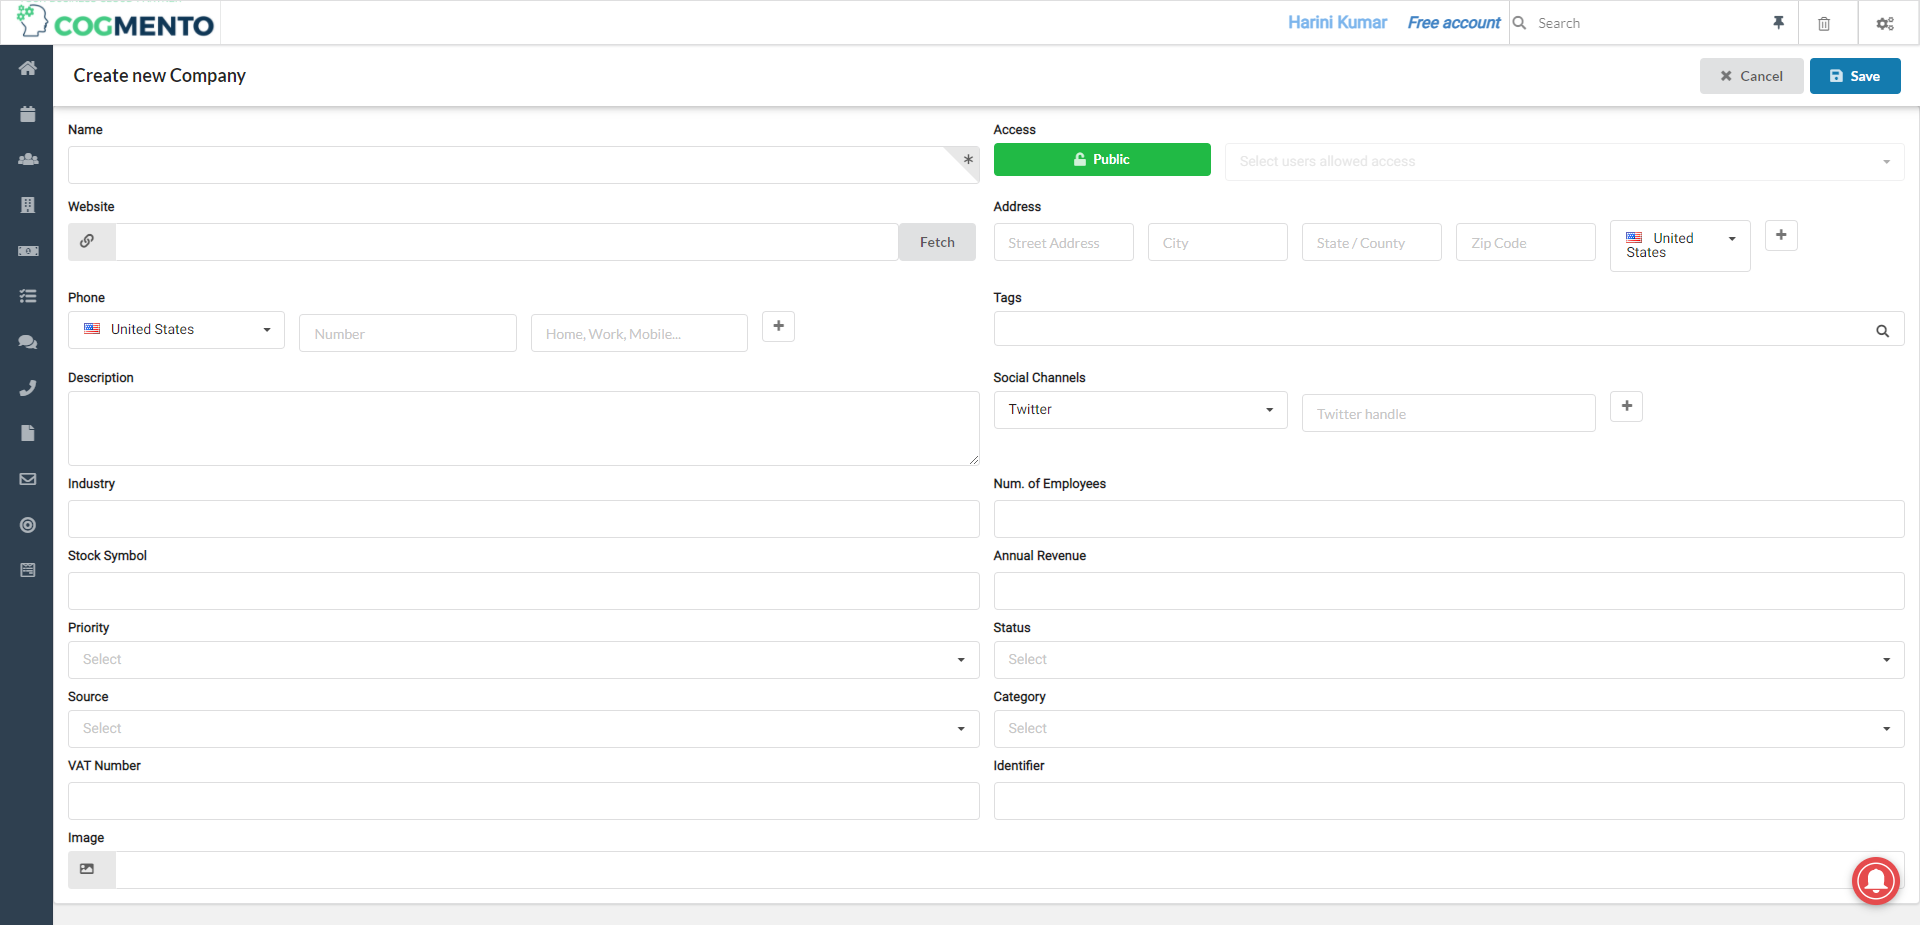 COGMENTO
Harini Kumar
Free account
Search
Create new Company
Cancel
Save
Name
*
Access
Public
Select users allowed access
Website
Fetch
Address
Street Address
City
State / County
Zip Code
United
States
+
Phone
United States
Number
Home, Work, Mobile...
+
Tags
Description
Social Channels
Twitter
Twitter handle
+
Industry
Num. of Employees
Stock Symbol
Annual Revenue
Priority
Select
Status
Select
Source
Select
Category
Select
VAT Number
Identifier
Image